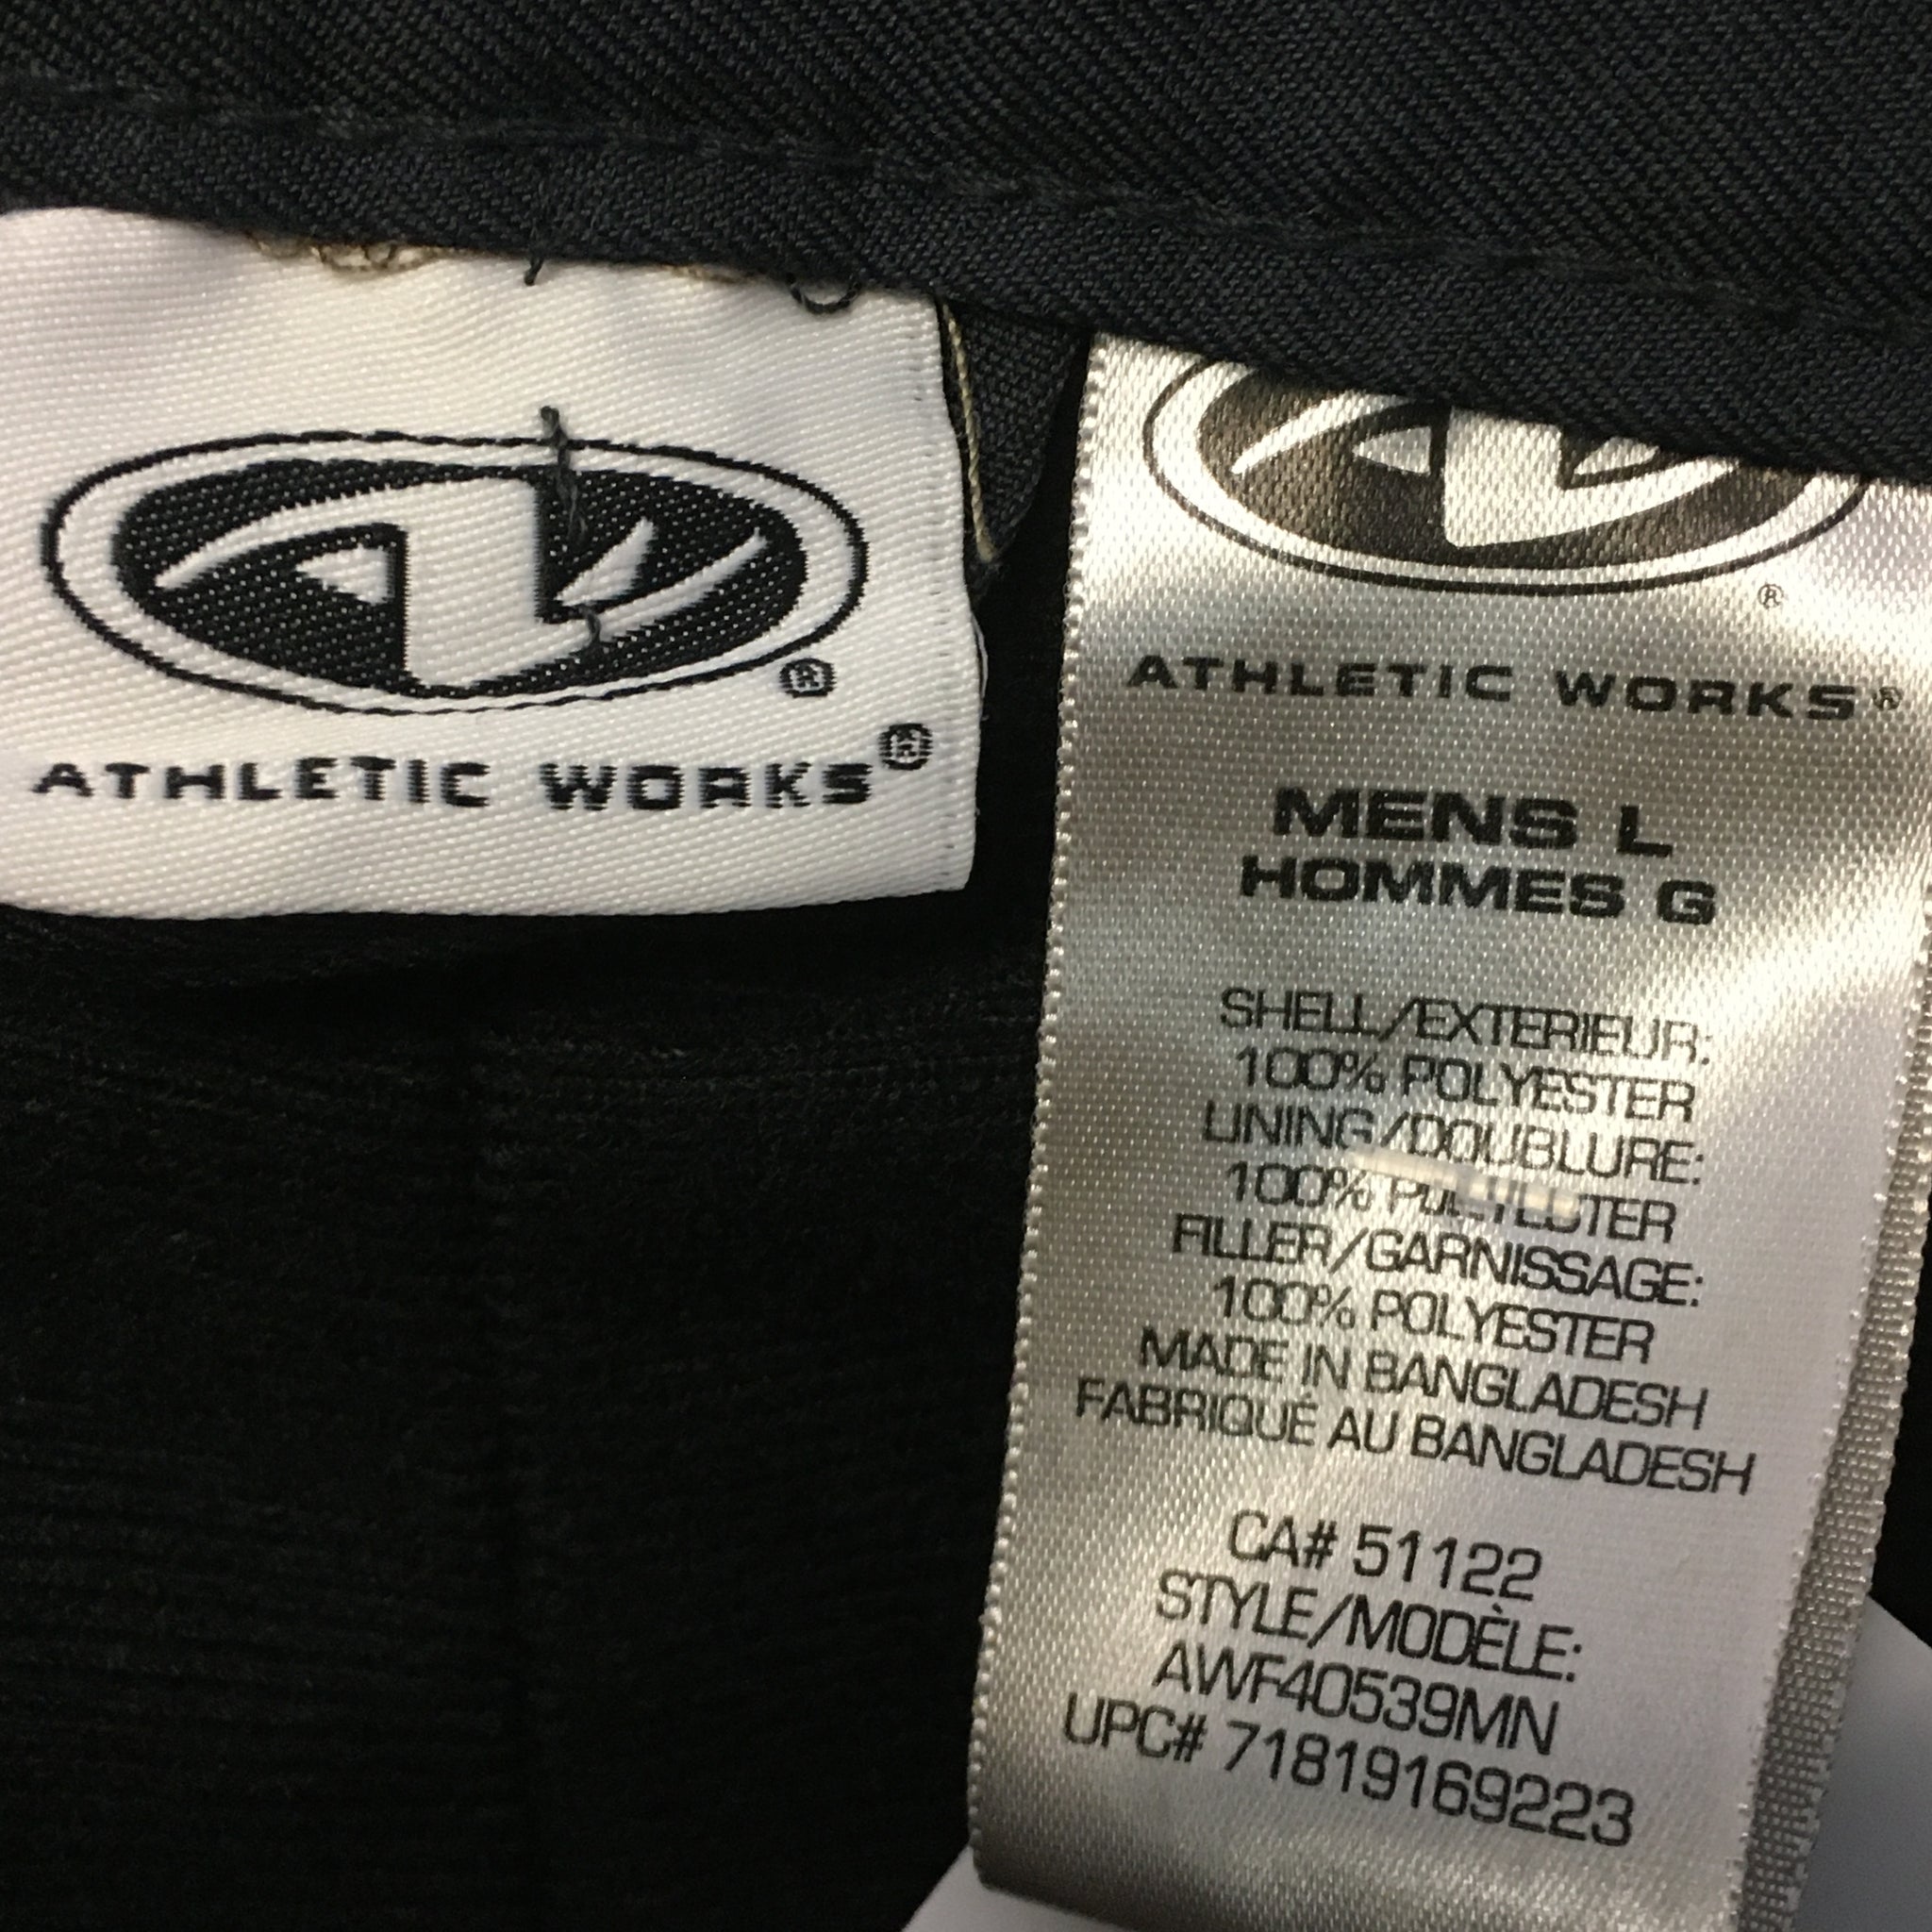 ®
ATHLETIC WORKS®
®
ATHLETIC WORKS®
MENS L
HOMMES G
SHELL/EXTERIEUR:
100% POLYESTER
LINING/DOUBLURE:
100% POLYESTER
FILLER/GARNISSAGE:
100% POLYESTER
MADE IN BANGLADESH
FABRIQUÉ AU BANGLADESH
CA# 51122
STYLE/MODÈLE:
AWF40539MN
UPC# 71819169223